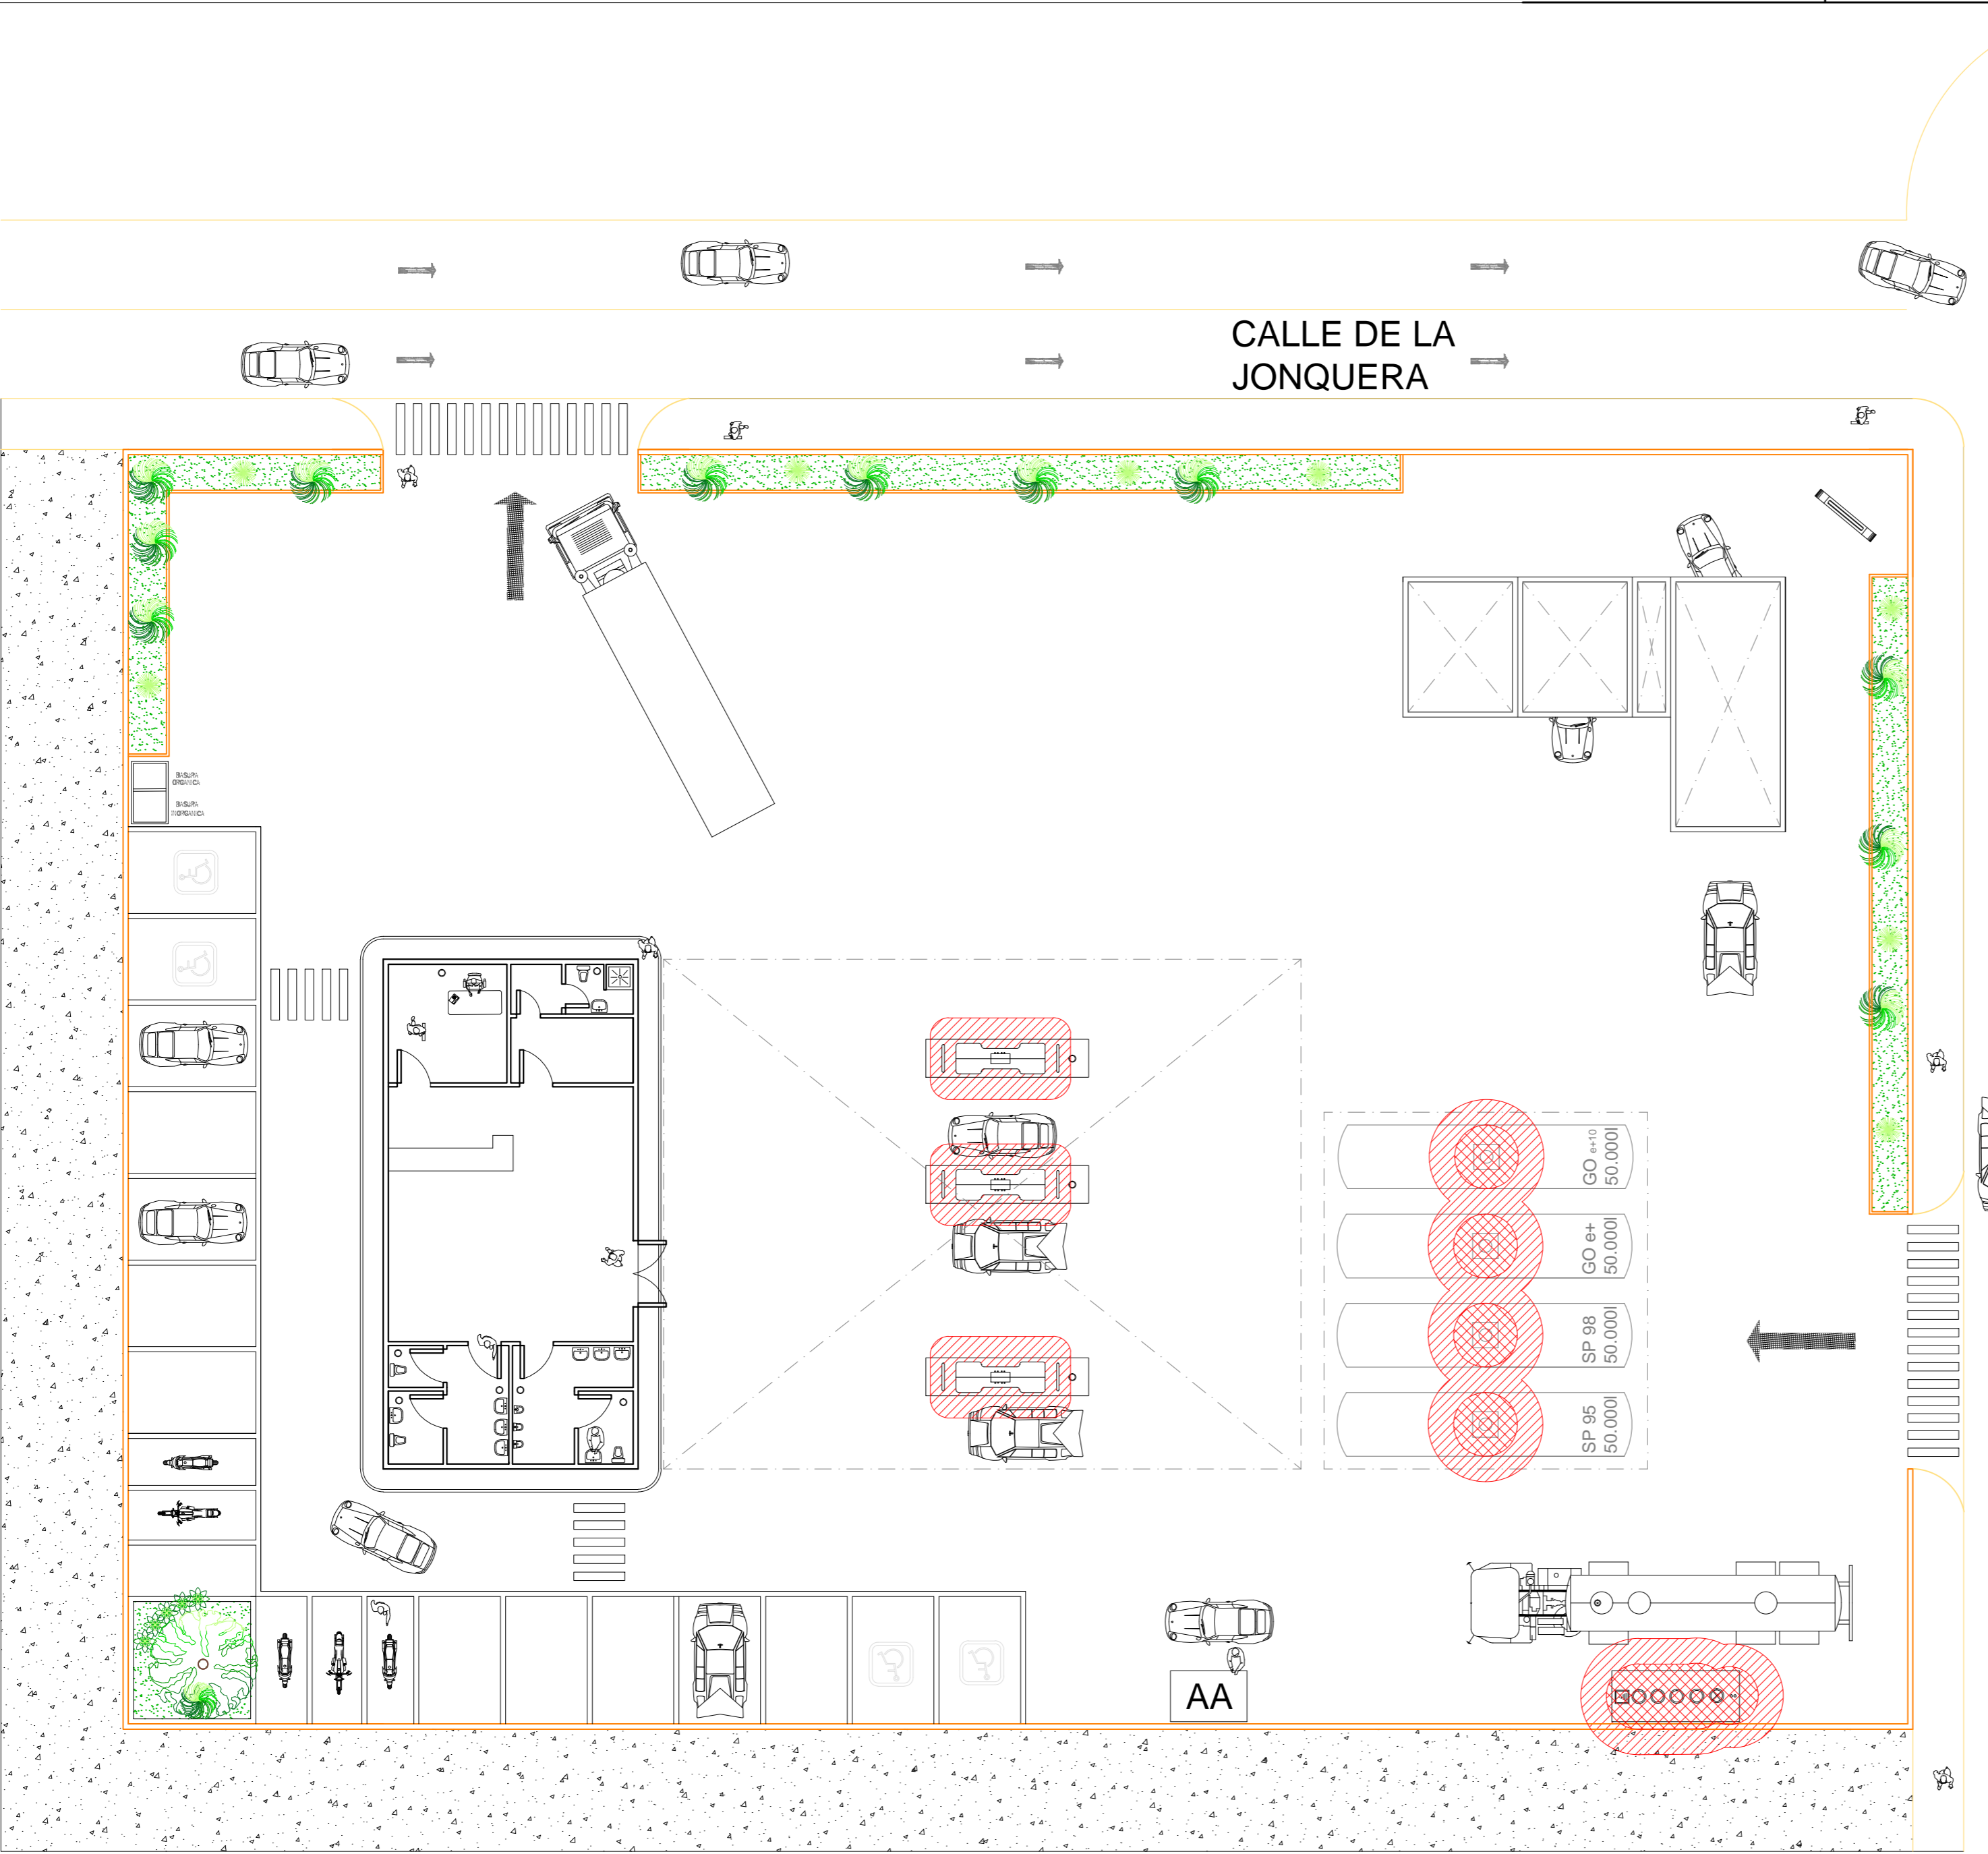 CALLE DE LA
JONQUERA
BASURA
ORGANICA
BASURA
INORGANICA
GO e+10
50.000l
GO e+
50.000l
SP 98
50.000l
SP 95
50.000l
AA